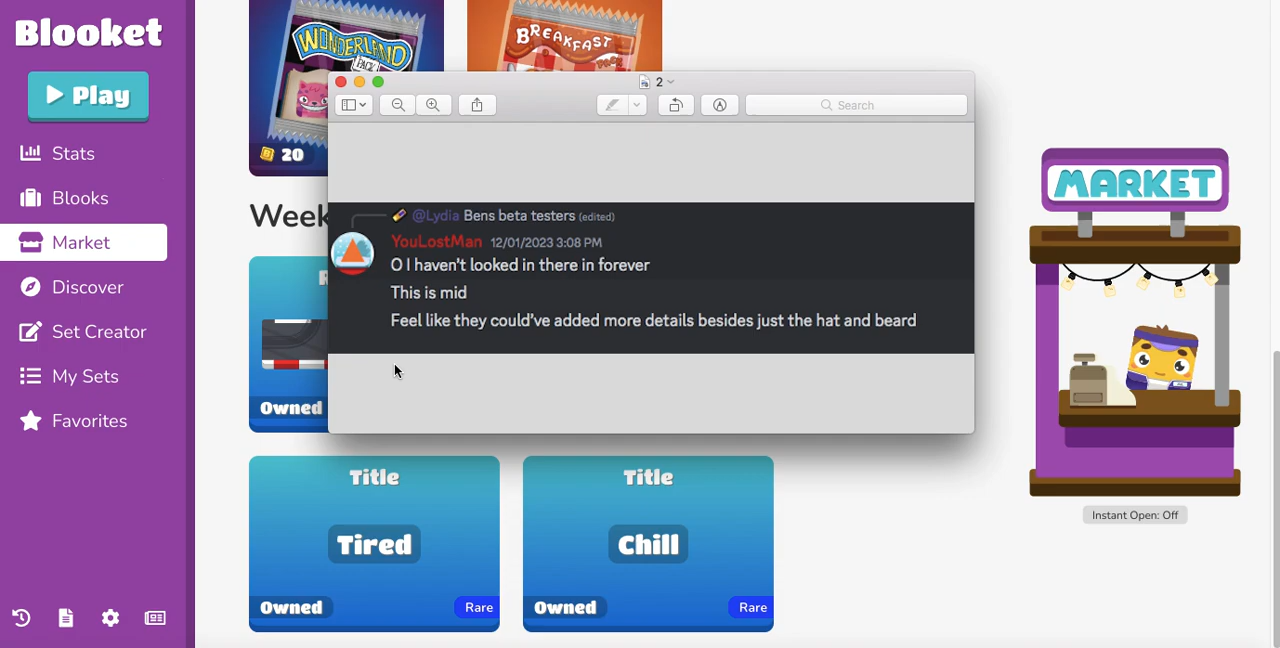 Blooket
Play
Stats
Blooks
Market
Discover
Set Creator
My Sets
Favorites
WONDERLAND
PACK
20
BREAKFAST
PACK
Week
Owned
2
Search
@Lydia Bens beta testers (edited)
YouLostMan 12/01/2023 3:08 PM
O I haven't looked in there in forever
This is mid
Feel like they could've added more details besides just the hat and beard
Title
Tired
Owned
Rare
Title
Chill
Owned
Rare
MARKET
Instant Open: Off